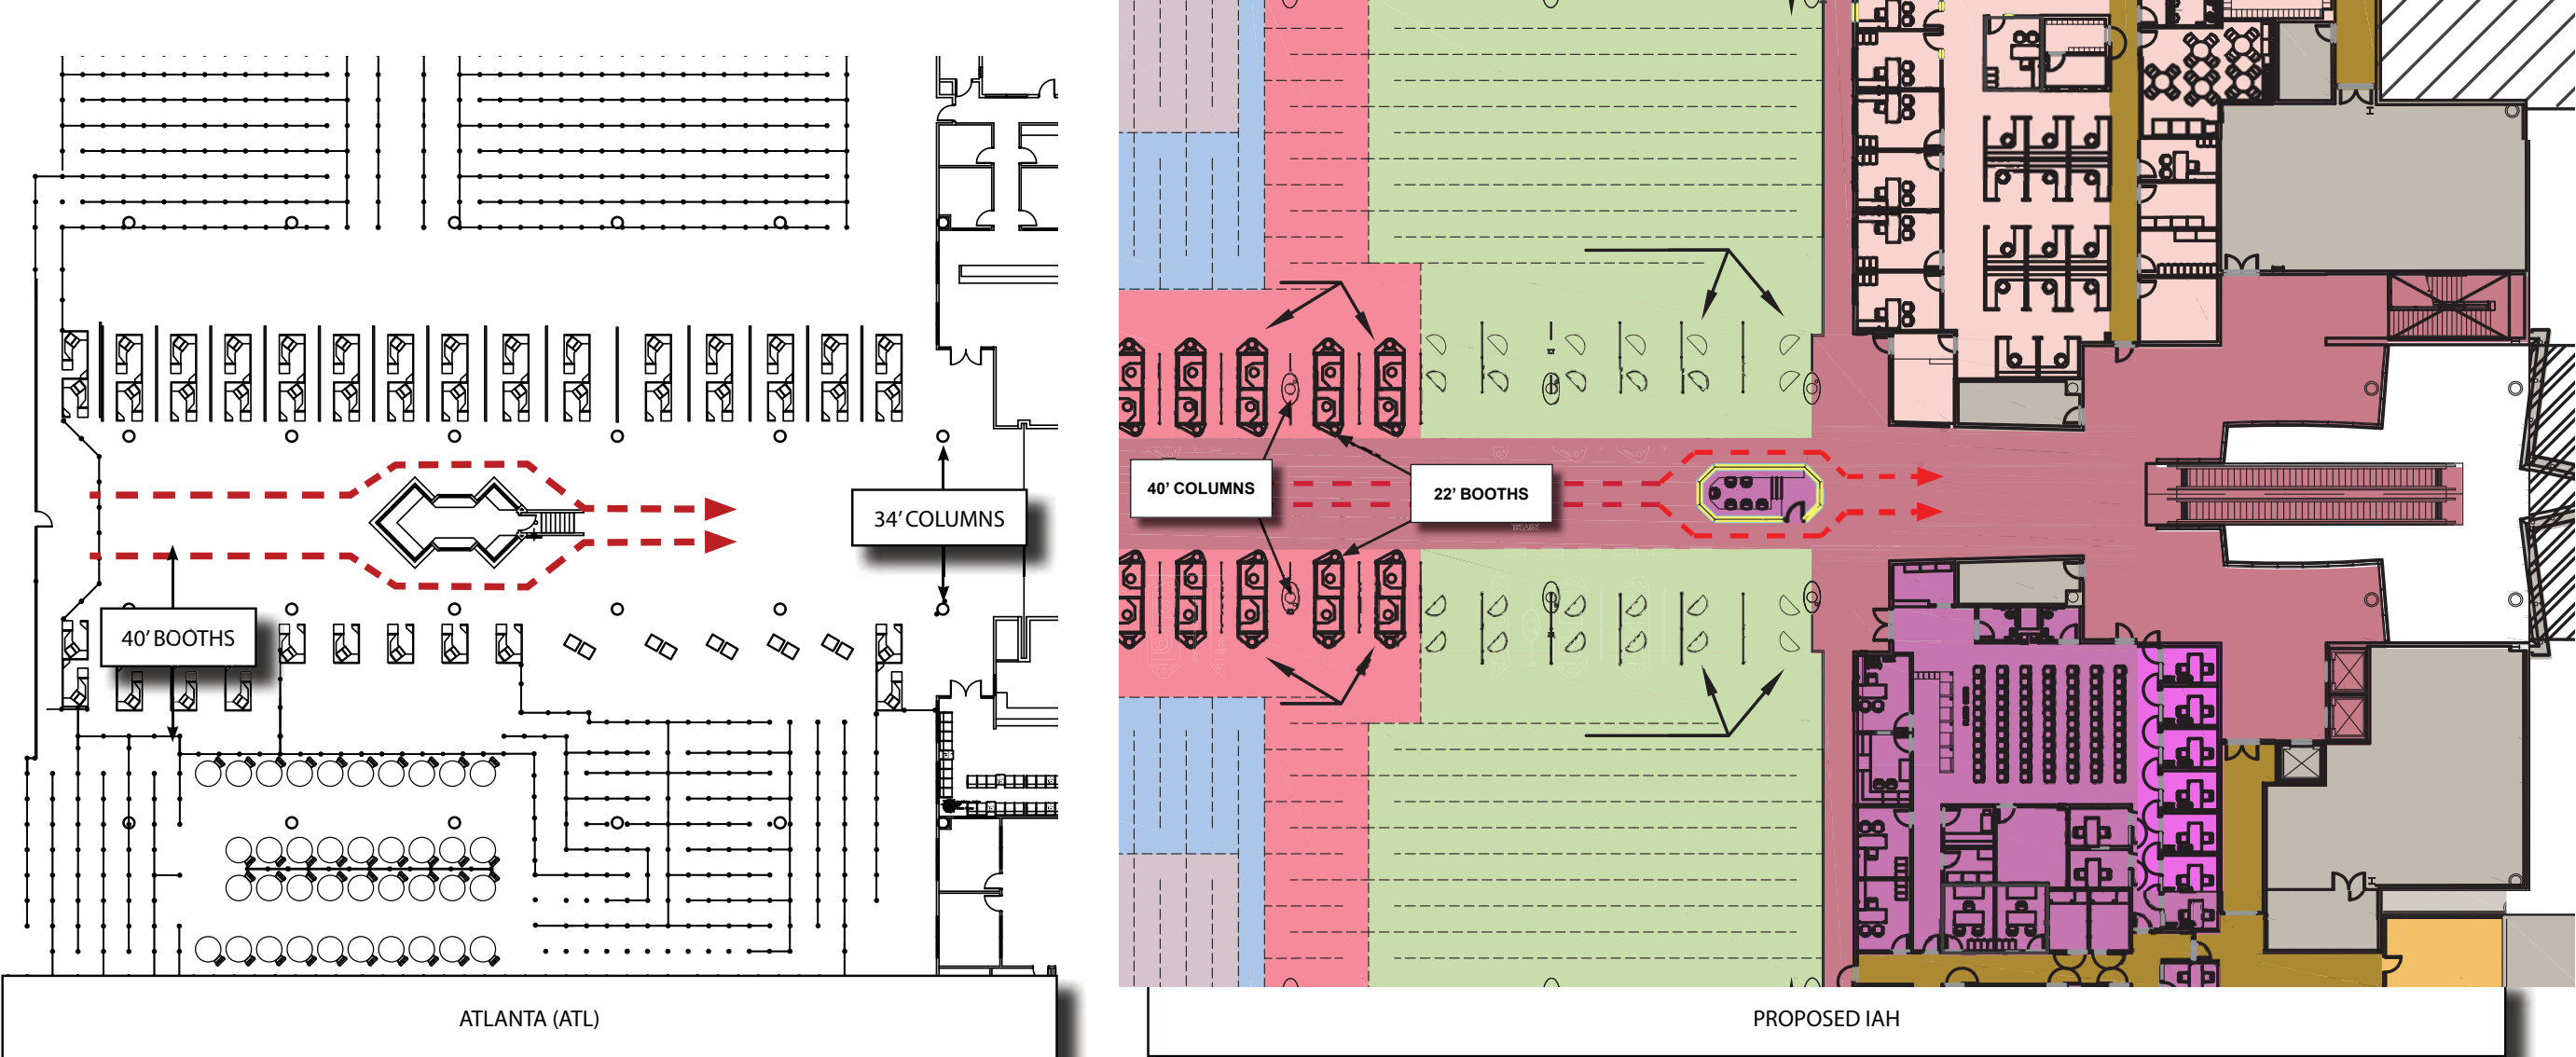 40' BOOTHS
34' COLUMNS
ATLANTA (ATL)
40' COLUMNS
22' BOOTHS
PROPOSED IAH